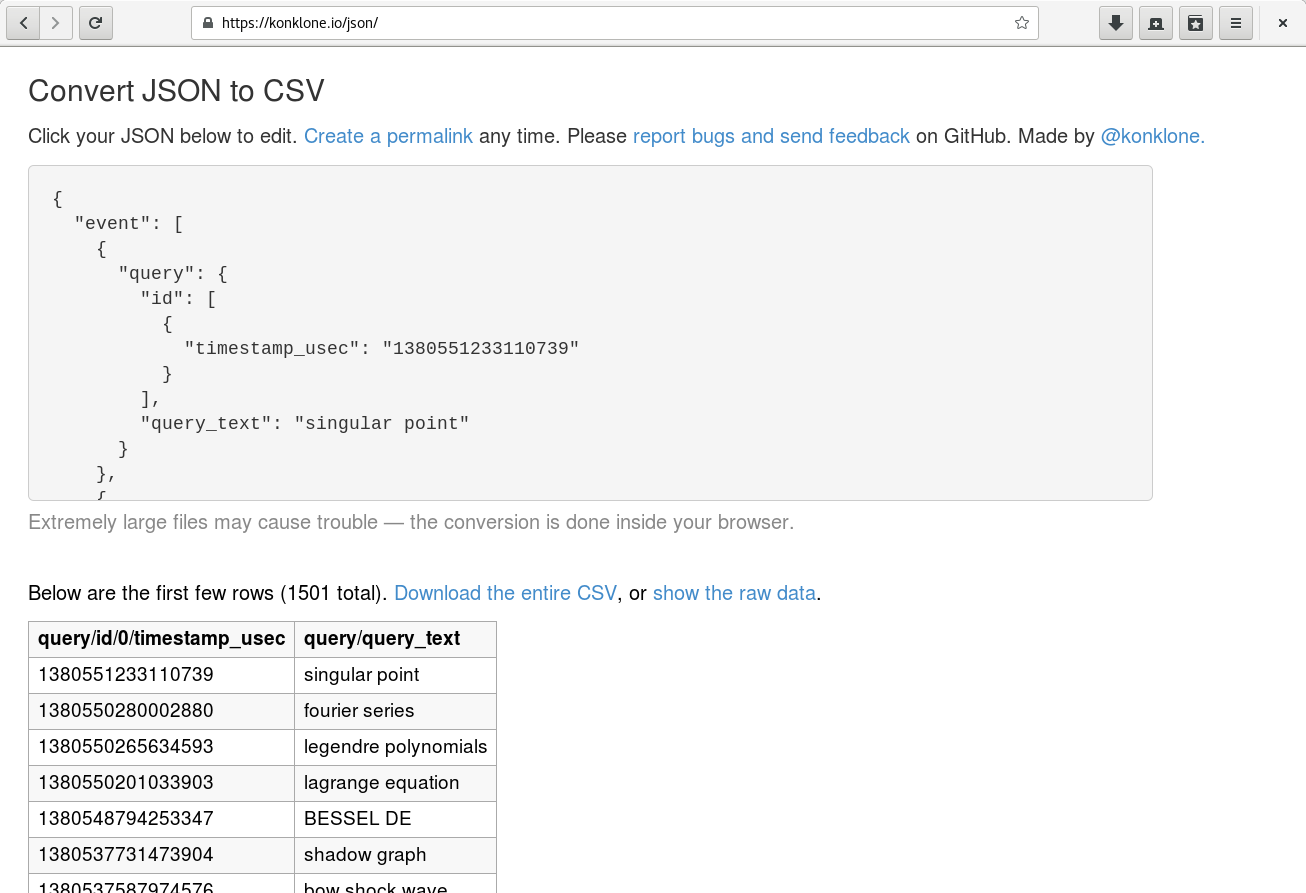 https://konklone.io/json/
Convert JSON to CSV
Click your JSON below to edit. Create a permalink any time. Please report bugs and send feedback on GitHub. Made by @konklone.
{
"event": [
{
"query": {
"id": [
{
"timestamp_usec": "1380551233110739"
}
],
"query_text": "singular point"
}
},
{
Extremely large files may cause trouble — the conversion is done inside your browser.
Below are the first few rows (1501 total). Download the entire CSV, or show the raw data.
query/id/0/timestamp_usec query/query_text
1380551233110739 singular point
1380550280002880 fourier series
1380550265634593 legendre polynomials
1380550201033903 lagrange equation
1380548794253347 BESSEL DE
1380537731473904 shadow graph
1380537587974576 bow shock wave